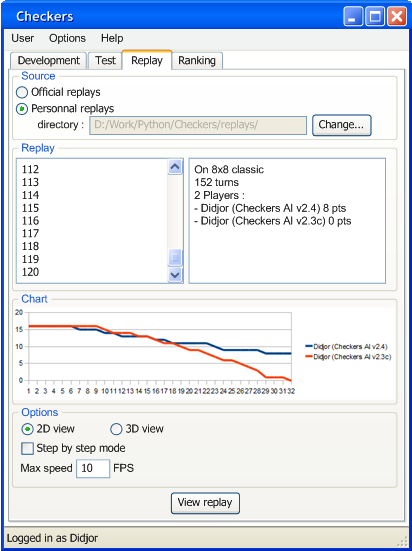 Checkers
User Options Help
Development Test Replay Ranking
Source
Official replays
Personnal replays
directory : D:/Work/Python/Checkers/replays/ Change...
Replay
112
113
114
115
116
117
118
119
120
On 8x8 classic
152 turns
2 Players :
- Didjor (Checkers AI v2.4) 8 pts
- Didjor (Checkers AI v2.3c) 0 pts
Chart
20
15
10
5
0
1 2 3 4 5 6 7 8 9 10 11 12 13 14 15 16 17 18 19 20 21 22 23 24 25 26 27 28 29 30 31 32
Didjor (Checkers AI v2.4)
Didjor (Checkers AI v2.3c)
Options
2D view 3D view
Step by step mode
Max speed 10 FPS
View replay
Logged in as Didjor